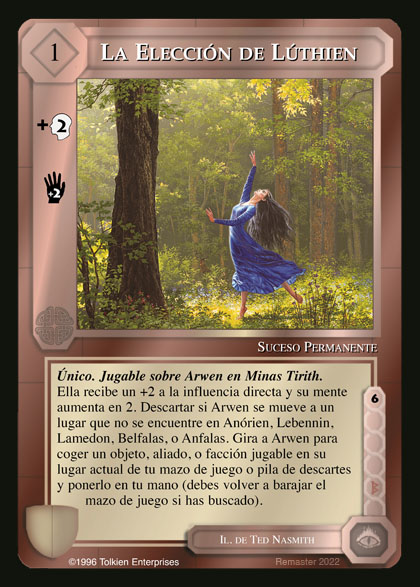 1
La Elección de Lúthien
+2
2
Suceso Permanente
Único. Jugable sobre Arwen en Minas Tirith.
Ella recibe un +2 a la influencia directa y su mente
aumenta en 2. Descartar si Arwen se mueve a un
lugar que no se encuentre en Anórien, Lebennin,
Lamedon, Belfalas, o Anfalas. Gira a Arwen para
coger un objeto, aliado, o facción jugable en su
lugar actual de tu mazo de juego o pila de descartes
y ponerlo en tu mano (debes volver a barajar el
mazo de juego si has buscado).
6
Il. de Ted Nasmith
©1996 Tolkien Enterprises
Remaster 2022